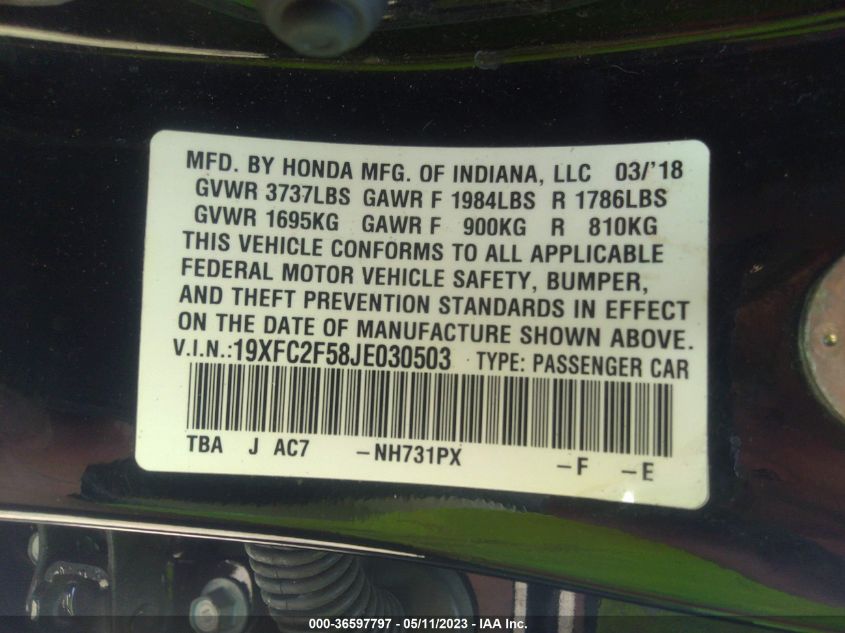 MFD. BY HONDA MFG. OF INDIANA, LLC 03/'18
GVWR 3737LBS GAWR F 1984LBS R 1786LBS
GVWR 1695KG GAWR F 900KG R 810KG
THIS VEHICLE CONFORMS TO ALL APPLICABLE
FEDERAL MOTOR VEHICLE SAFETY, BUMPER,
AND THEFT PREVENTION STANDARDS IN EFFECT
ON THE DATE OF MANUFACTURE SHOWN ABOVE.
V.I.N.:19XFC2F58JE030503 TYPE: PASSENGER CAR
TBA J AC7 -NH731PX -F -E
000-36597797 - 05/11/2023 - IAA Inc.